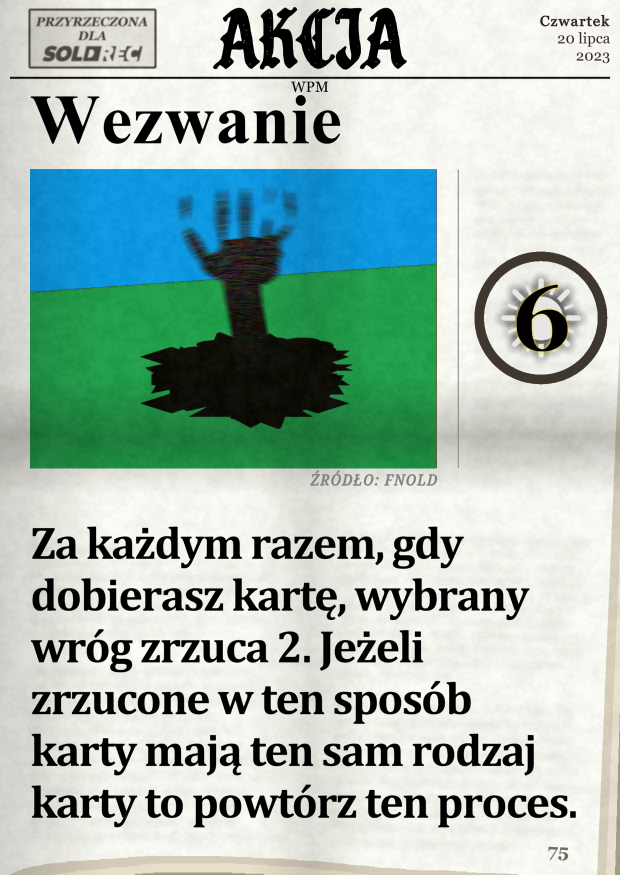 PRZYRZECZONA
DLA
SOLDREC
AKCJA
Czwartek
20 lipca
2023
WPM
Wezwanie
6
ŹRÓDŁO: FNOLD
Za każdym razem, gdy
dobierasz kartę, wybrany
wróg zrzuca 2. Jeżeli
zrzucone w ten sposób
karty mają ten sam rodzaj
karty to powtórz ten proces.
75